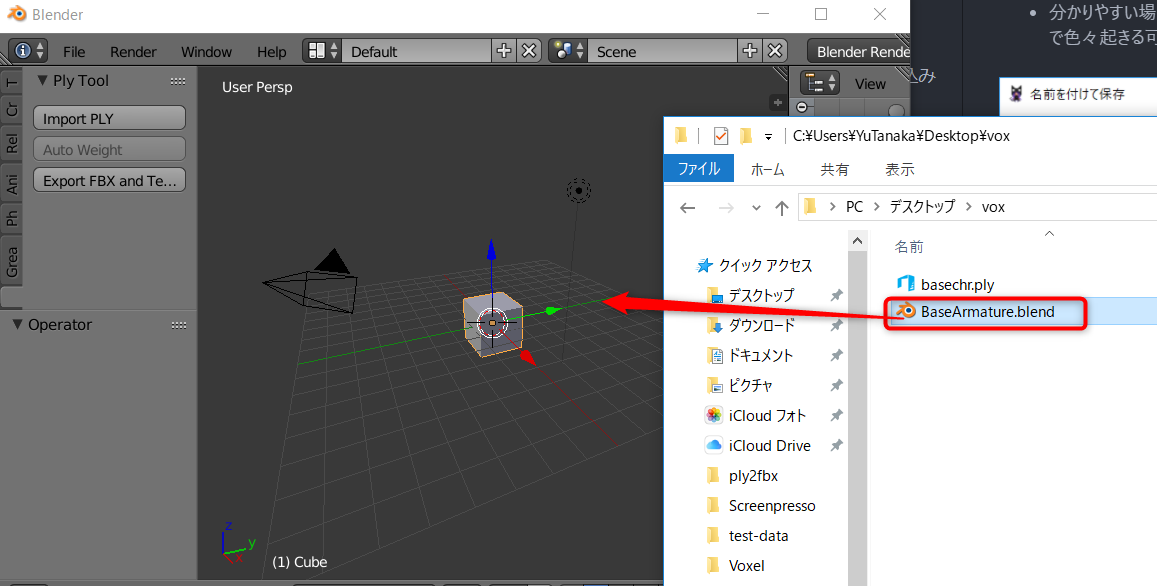 Blender
File Render Window Help Default Scene Blender Rende
T
Cr
Rel
Ani
Ph
Grea
Ply Tool
Import PLY
Auto Weight
Export FBX and Te...
Operator
User Persp
View
(1) Cube
z
y
x
分かりやすい場
で色々起きる可
込み
名前を付けて保存
C:¥Users¥YuTanaka¥Desktop¥vox
ファイル ホーム 共有 表示
PC デスクトップ vox
クイック アクセス
デスクトップ
ダウンロード
ドキュメント
ピクチャ
iCloud フォト
iCloud Drive
ply2fbx
Screenpresso
test-data
Voxel
名前
basechr.ply
BaseArmature.blend